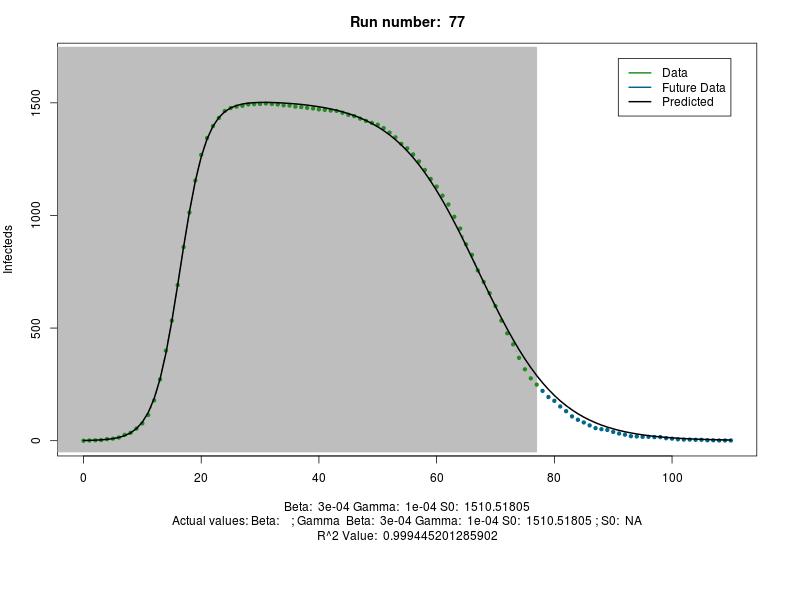 Run number: 77
Data
Future Data
Predicted
Infecteds
1500
1000
500
0
0 20 40 60 80 100
Beta: 3e-04 Gamma: 1e-04 S0: 1510.51805
Actual values: Beta: ; Gamma Beta: 3e-04 Gamma: 1e-04 S0: 1510.51805 ; S0: NA
R^2 Value: 0.999445201285902